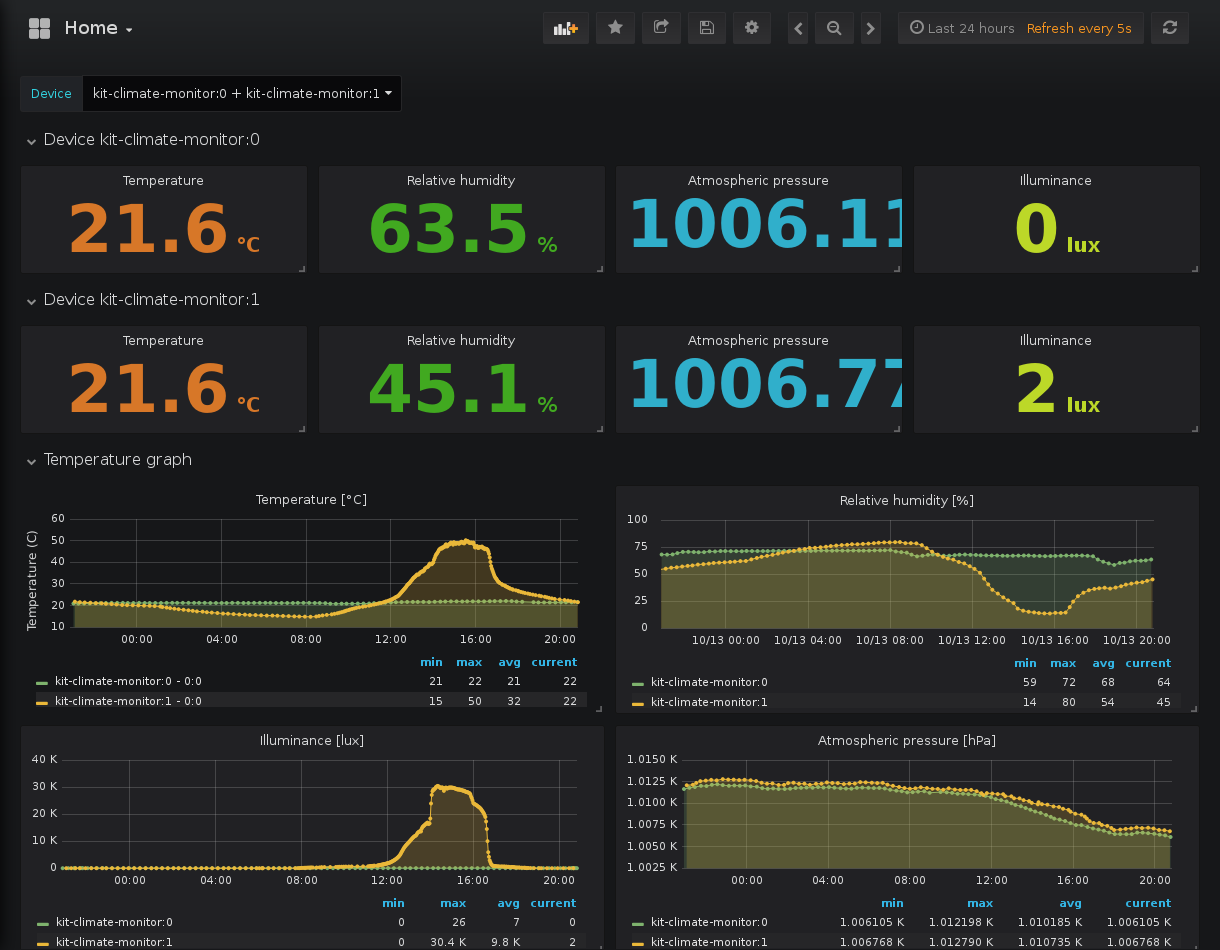 Home
Last 24 hours Refresh every 5s
Device kit-climate-monitor:0 + kit-climate-monitor:1
Device kit-climate-monitor:0
Temperature Relative humidity Atmospheric pressure Illuminance
21.6 °C 63.5 % 1006.11 0 lux
Device kit-climate-monitor:1
Temperature Relative humidity Atmospheric pressure Illuminance
21.6 °C 45.1 % 1006.77 2 lux
Temperature graph
Temperature [°C]
Temperature (C)
60
50
40
30
20
10
00:00 04:00 08:00 12:00 16:00 20:00
min max avg current
kit-climate-monitor:0 - 0:0 21 22 21 22
kit-climate-monitor:1 - 0:0 15 50 32 22
Relative humidity [%]
100
75
50
25
0
10/13 00:00 10/13 04:00 10/13 08:00 10/13 12:00 10/13 16:00 10/13 20:00
min max avg current
kit-climate-monitor:0 59 72 68 64
kit-climate-monitor:1 14 80 54 45
Illuminance [lux]
40 K
30 K
20 K
10 K
0
00:00 04:00 08:00 12:00 16:00 20:00
min max avg current
kit-climate-monitor:0 0 26 7 0
kit-climate-monitor:1 0 30.4 K 9.8 K 2
Atmospheric pressure [hPa]
1.0150 K
1.0125 K
1.0100 K
1.0075 K
1.0050 K
1.0025 K
00:00 04:00 08:00 12:00 16:00 20:00
min max avg current
kit-climate-monitor:0 1.006105 K 1.012198 K 1.010185 K 1.006105 K
kit-climate-monitor:1 1.006768 K 1.012790 K 1.010735 K 1.006768 K